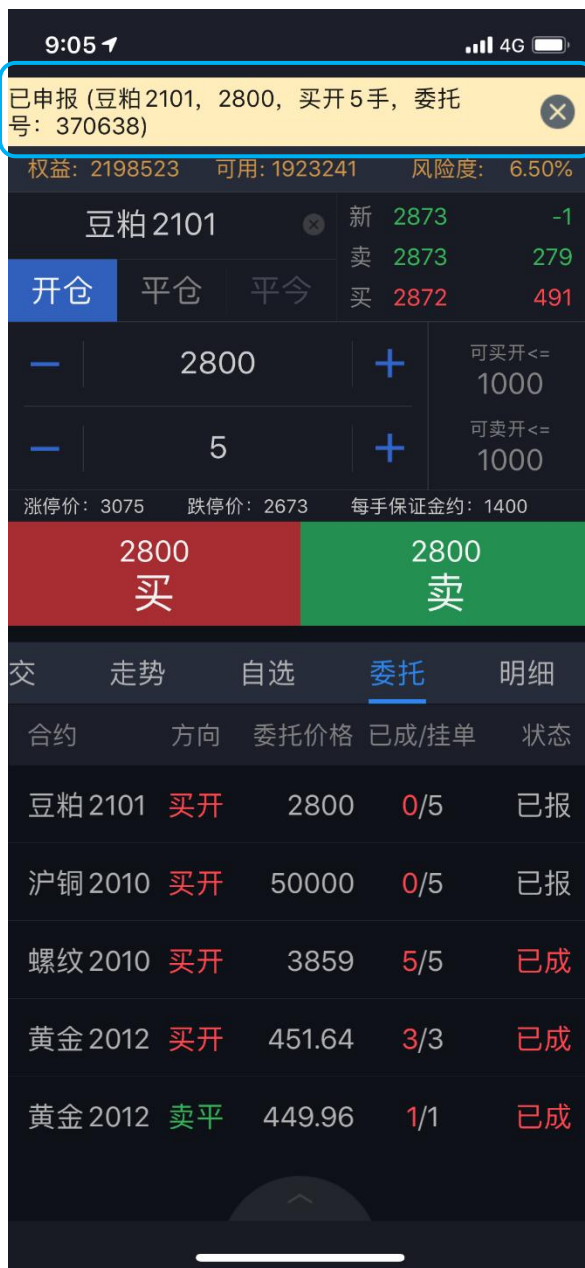 9:05 4G
已申报 (豆粕2101，2800，买开5手，委托
号：370638)
权益: 2198523 可用: 1923241 风险度: 6.50%
豆粕2101 新 2873 -1
卖 2873 279
开仓 平仓 平今 买 2872 491
2800 可买开<=
1000
5 可卖开<=
1000
涨停价：3075 跌停价：2673 每手保证金约：1400
2800 2800
买 卖
交 走势 自选 委托 明细
合约 方向 委托价格 已成/挂单 状态
豆粕2101 买开 2800 0/5 已报
沪铜2010 买开 50000 0/5 已报
螺纹2010 买开 3859 5/5 已成
黄金2012 买开 451.64 3/3 已成
黄金2012 卖平 449.96 1/1 已成